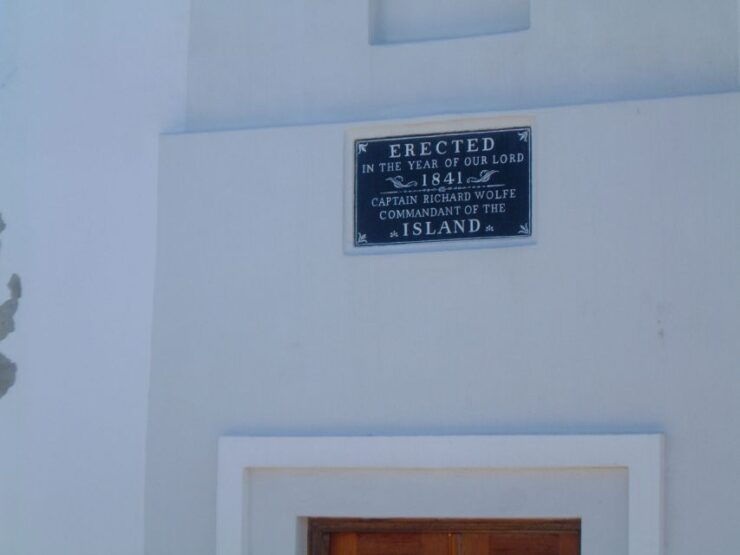 ERECTED
IN THE YEAR OF OUR LORD
1841
CAPTAIN RICHARD WOLFE
COMMANDANT OF THE
ISLAND